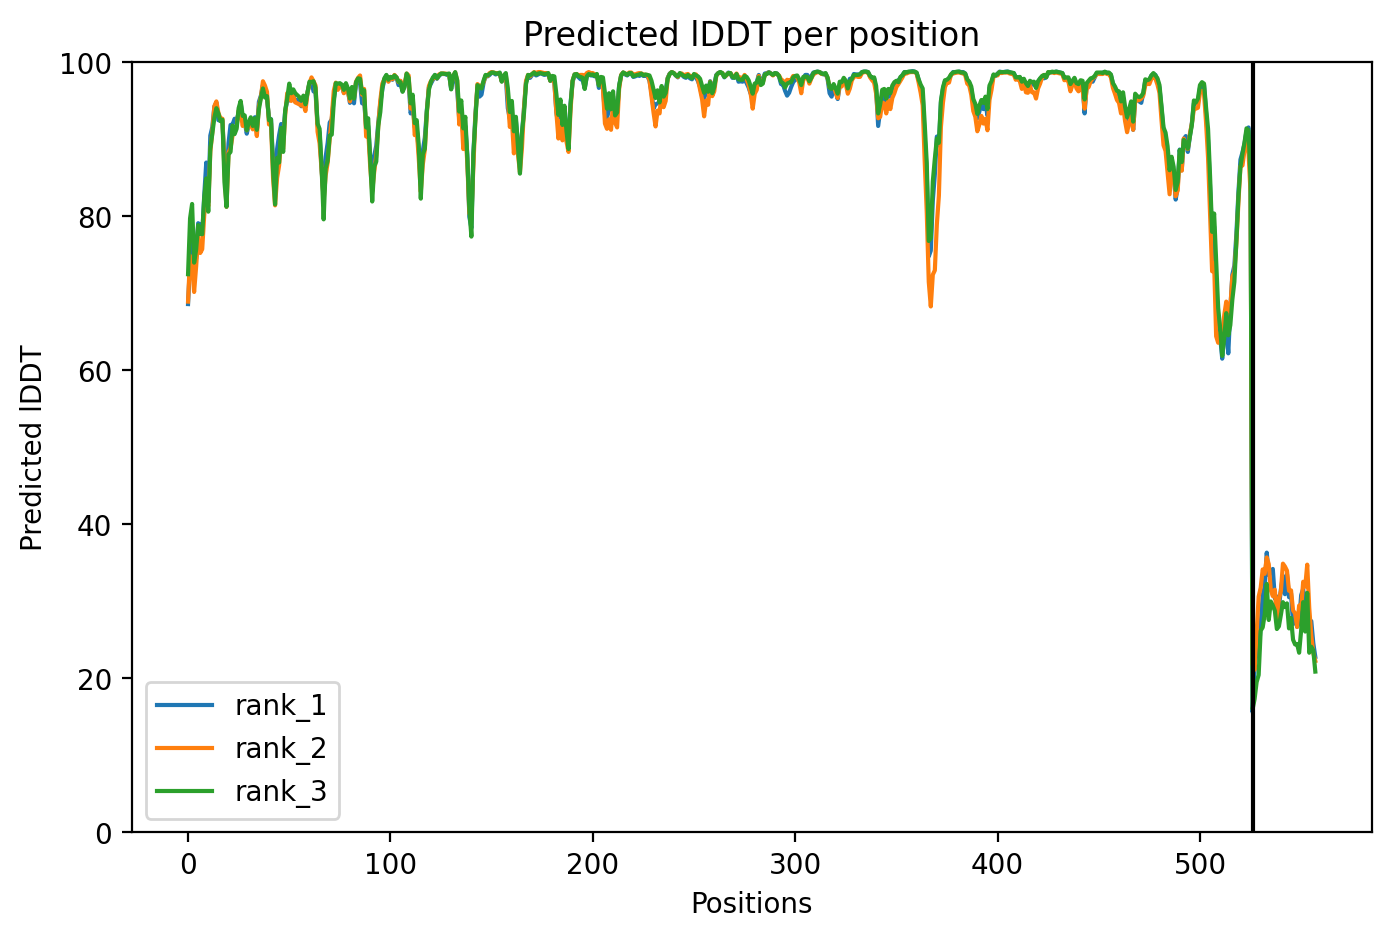 Predicted lDDT per position
Predicted lDDT
100
80
60
40
20
0
rank_1
rank_2
rank_3
0 100 200 300 400 500
Positions